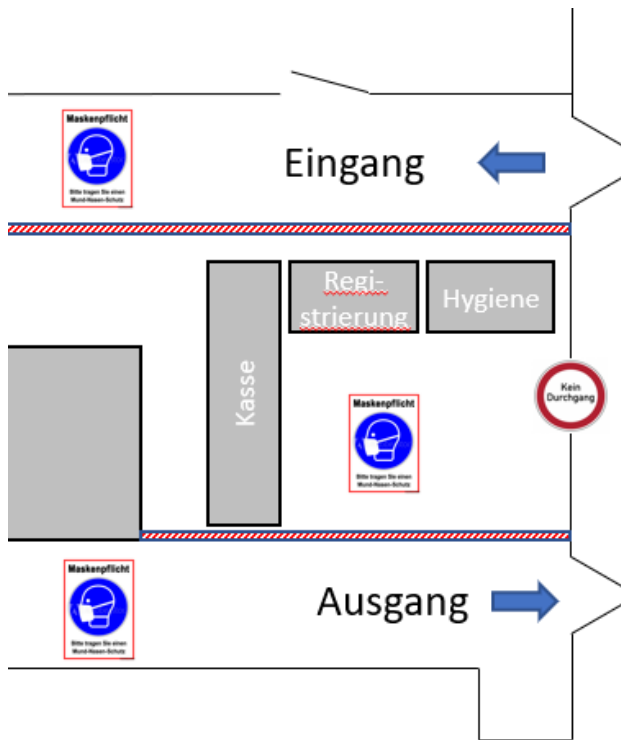 Maskenpflicht
Bitte tragen Sie einen
Mund-Nasen-Schutz
Eingang
Regi-
strierung
Hygiene
Kasse
Kein
Durchgang
Maskenpflicht
Bitte tragen Sie einen
Mund-Nasen-Schutz
Maskenpflicht
Bitte tragen Sie einen
Mund-Nasen-Schutz
Ausgang